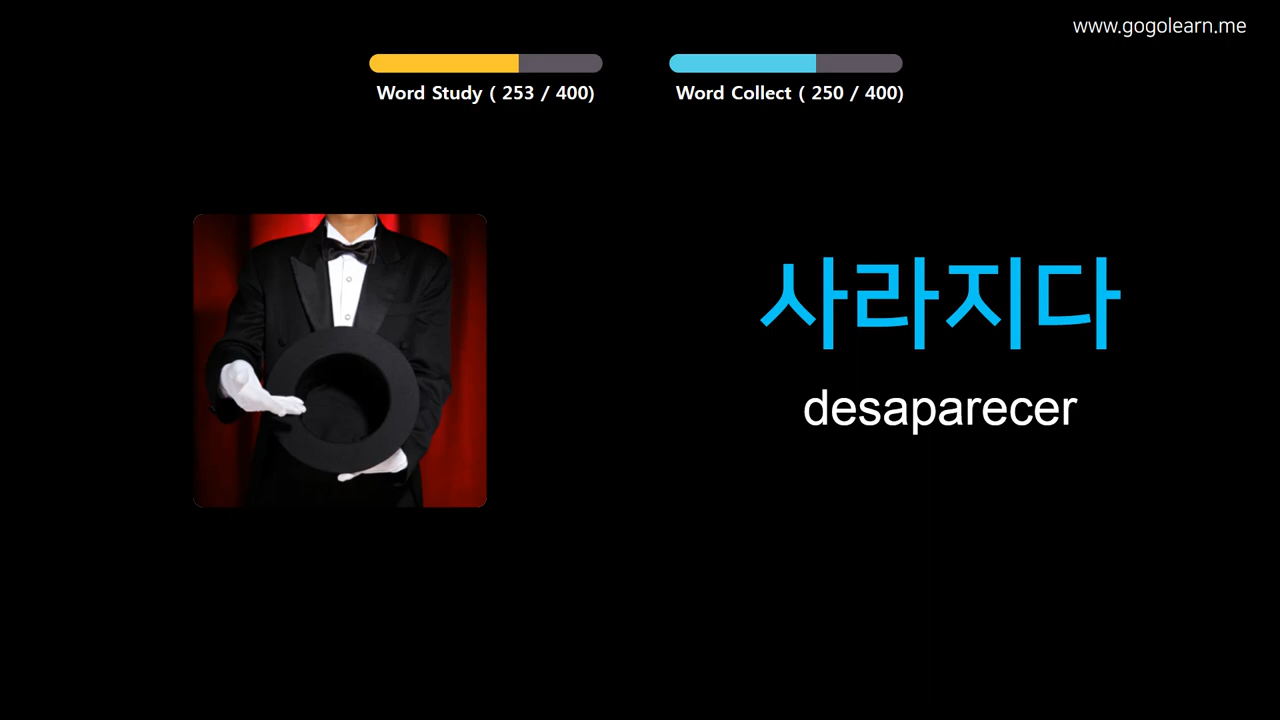 www.gogolearn.me
Word Study ( 253 / 400)
Word Collect ( 250 / 400)
사라지다
desaparecer